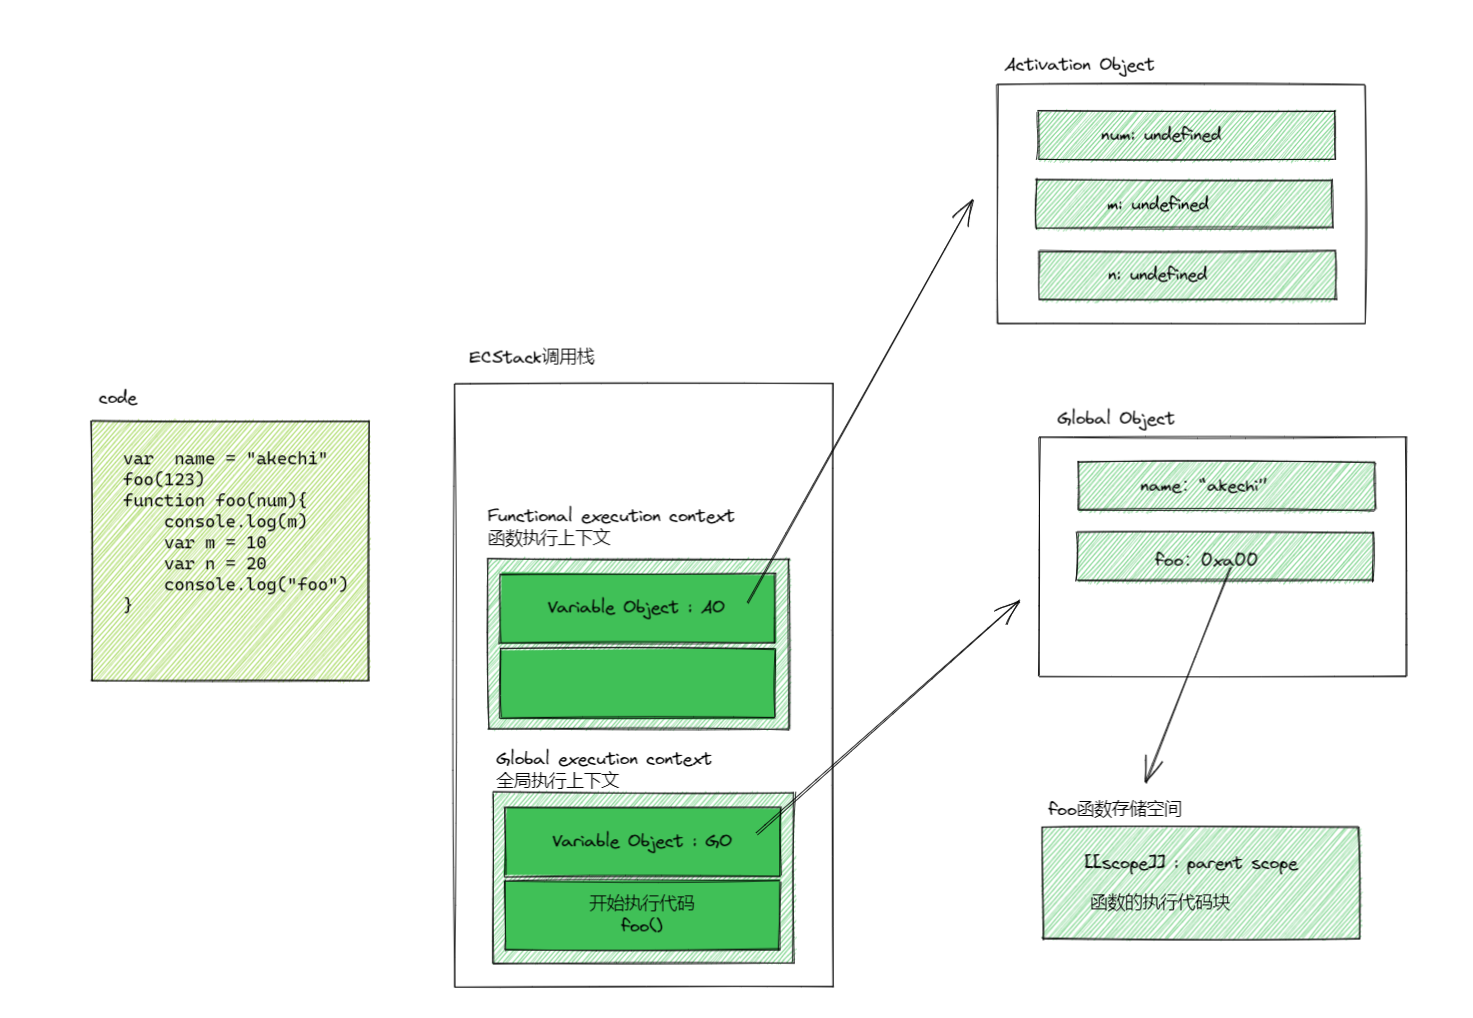 code
var  name = "akechi"
foo(123)
function foo(num){
    console.log(m)
    var m = 10
    var n = 20
    console.log("foo")
}
ECStack调用栈
Functional execution context
函数执行上下文
Variable Object : AO
Global execution context
全局执行上下文
Variable Object : GO
开始执行代码
foo()
Activation Object
num: undefined
m: undefined
n: undefined
Global Object
name: "akechi"
foo: 0xa00
foo函数存储空间
[[scope]] : parent scope
函数的执行代码块